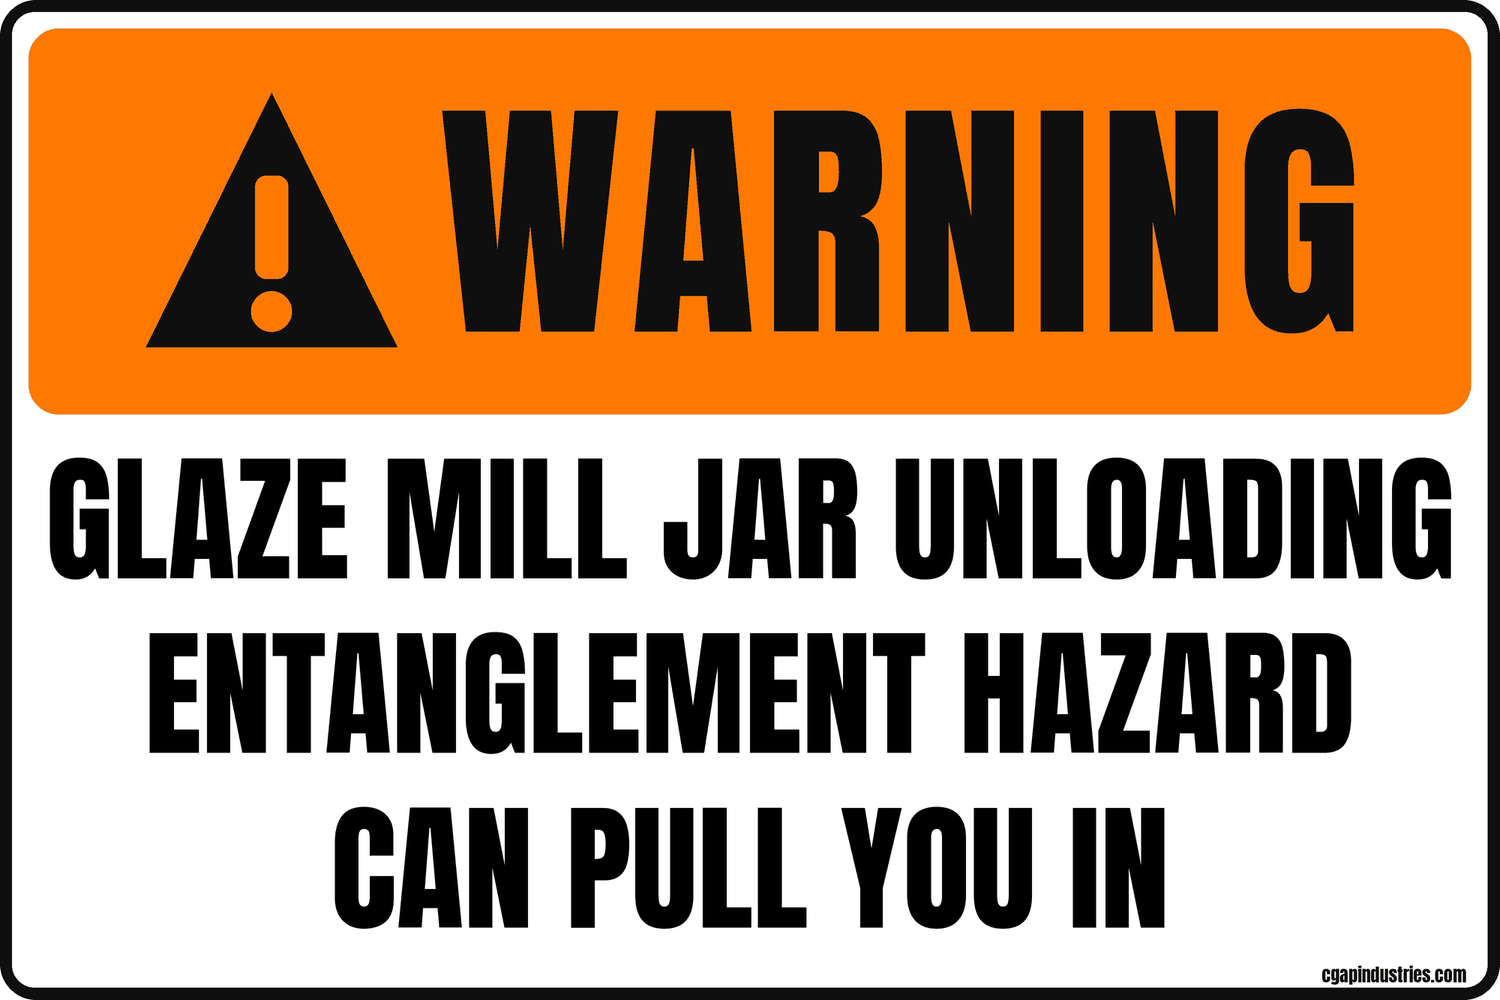 WARNING
GLAZE MILL JAR UNLOADING
ENTANGLEMENT HAZARD
CAN PULL YOU IN
cgapindustries.com